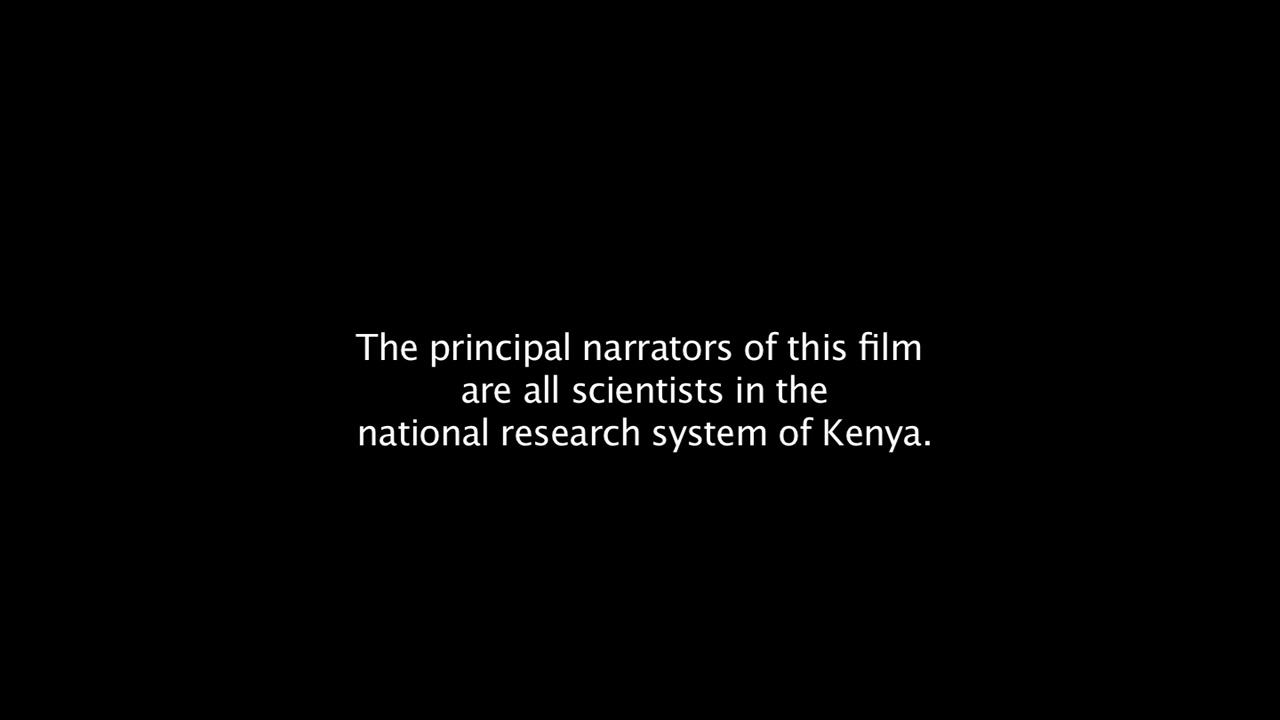 The principal narrators of this film
are all scientists in the
national research system of Kenya.